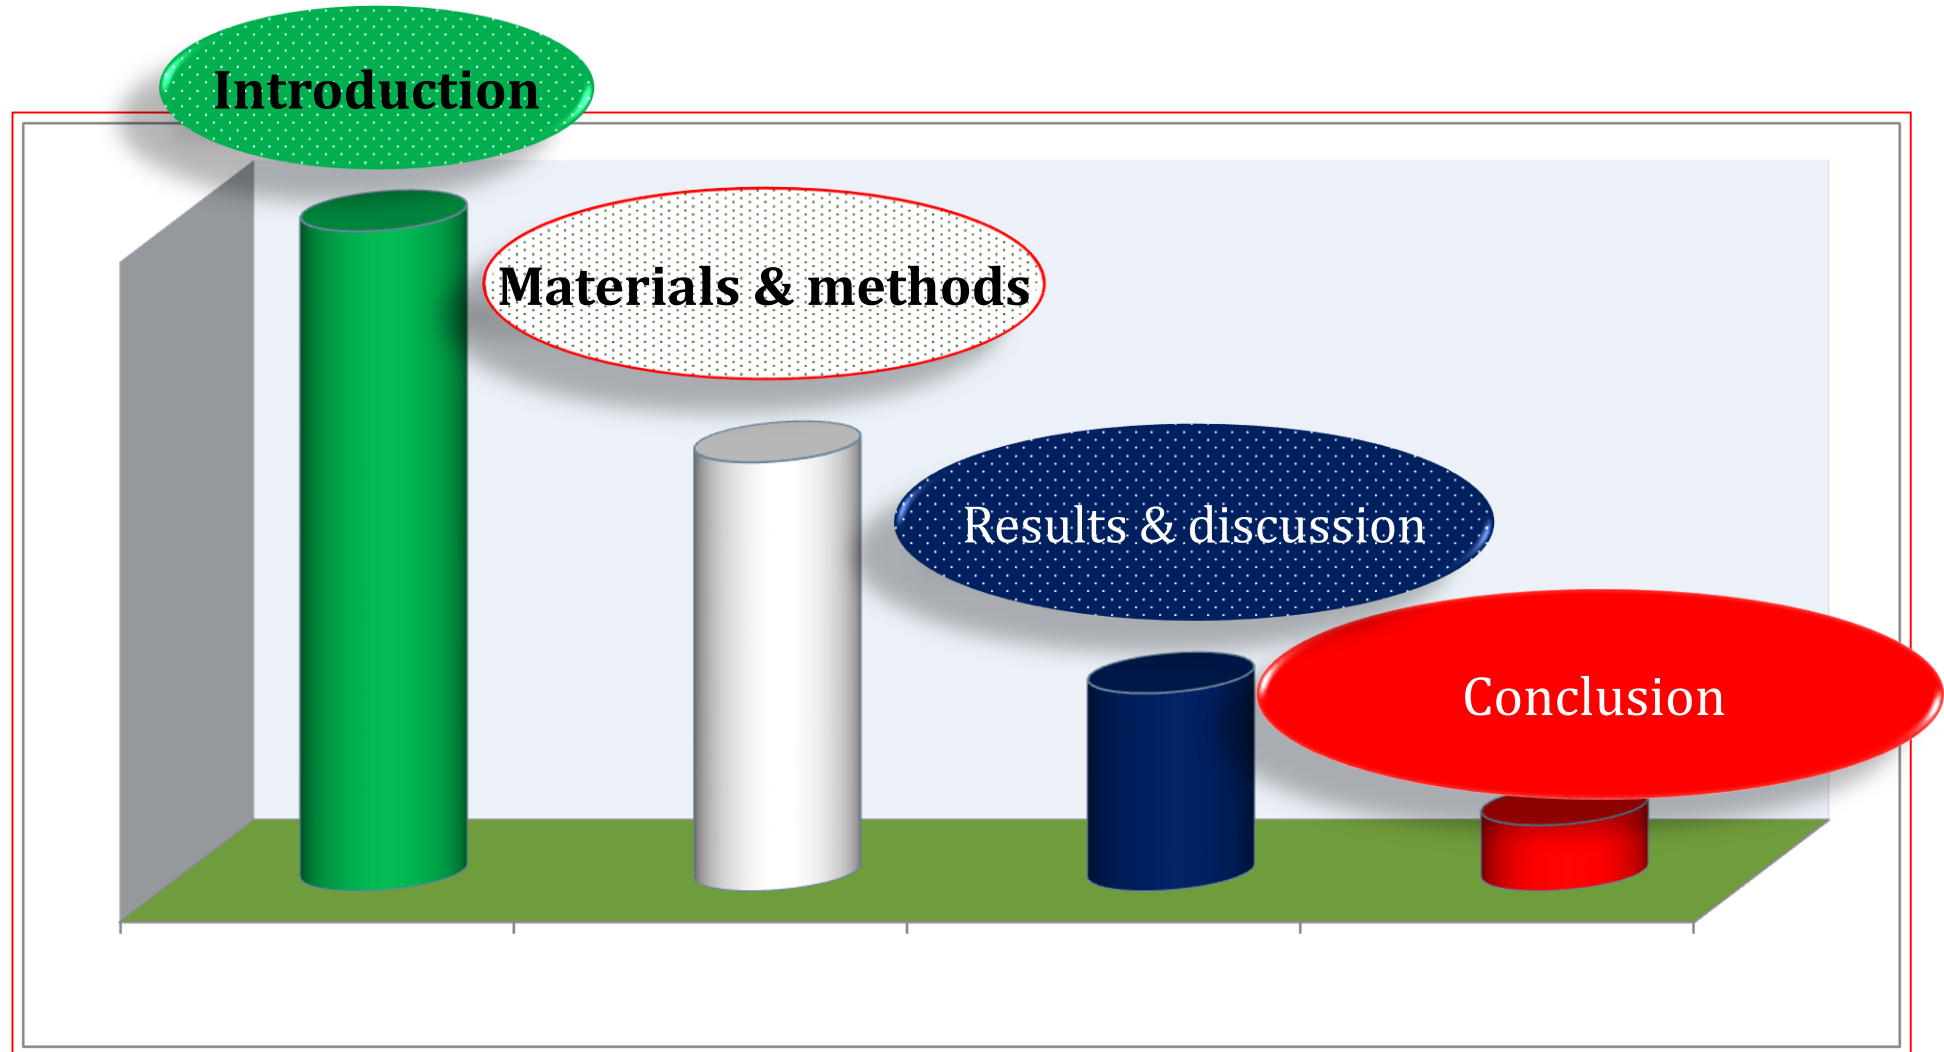 Introduction
Materials & methods
Results & discussion
Conclusion